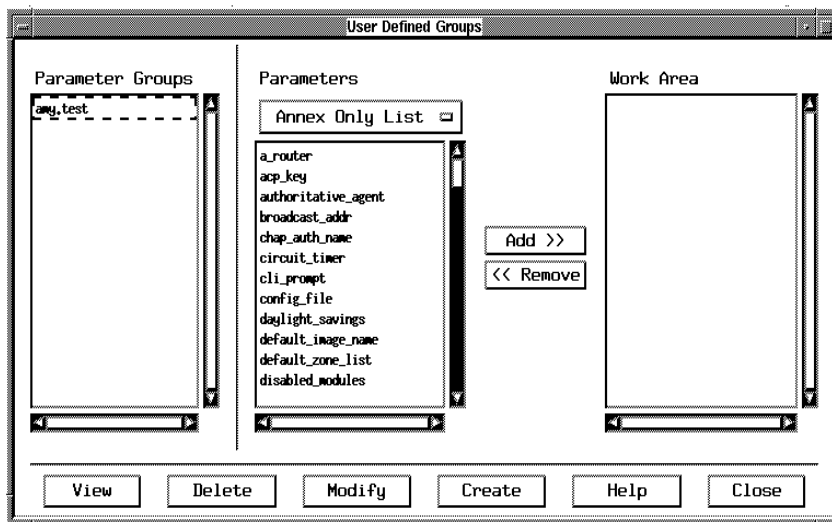 User Defined Groups
Parameter Groups
amy.test
Parameters
Annex Only List
a_router
acp_key
authoritative_agent
broadcast_addr
chap_auth_name
circuit_timer
cli_prompt
config_file
daylight_savings
default_image_name
default_zone_list
disabled_modules
Add >>
<< Remove
Work Area
View
Delete
Modify
Create
Help
Close